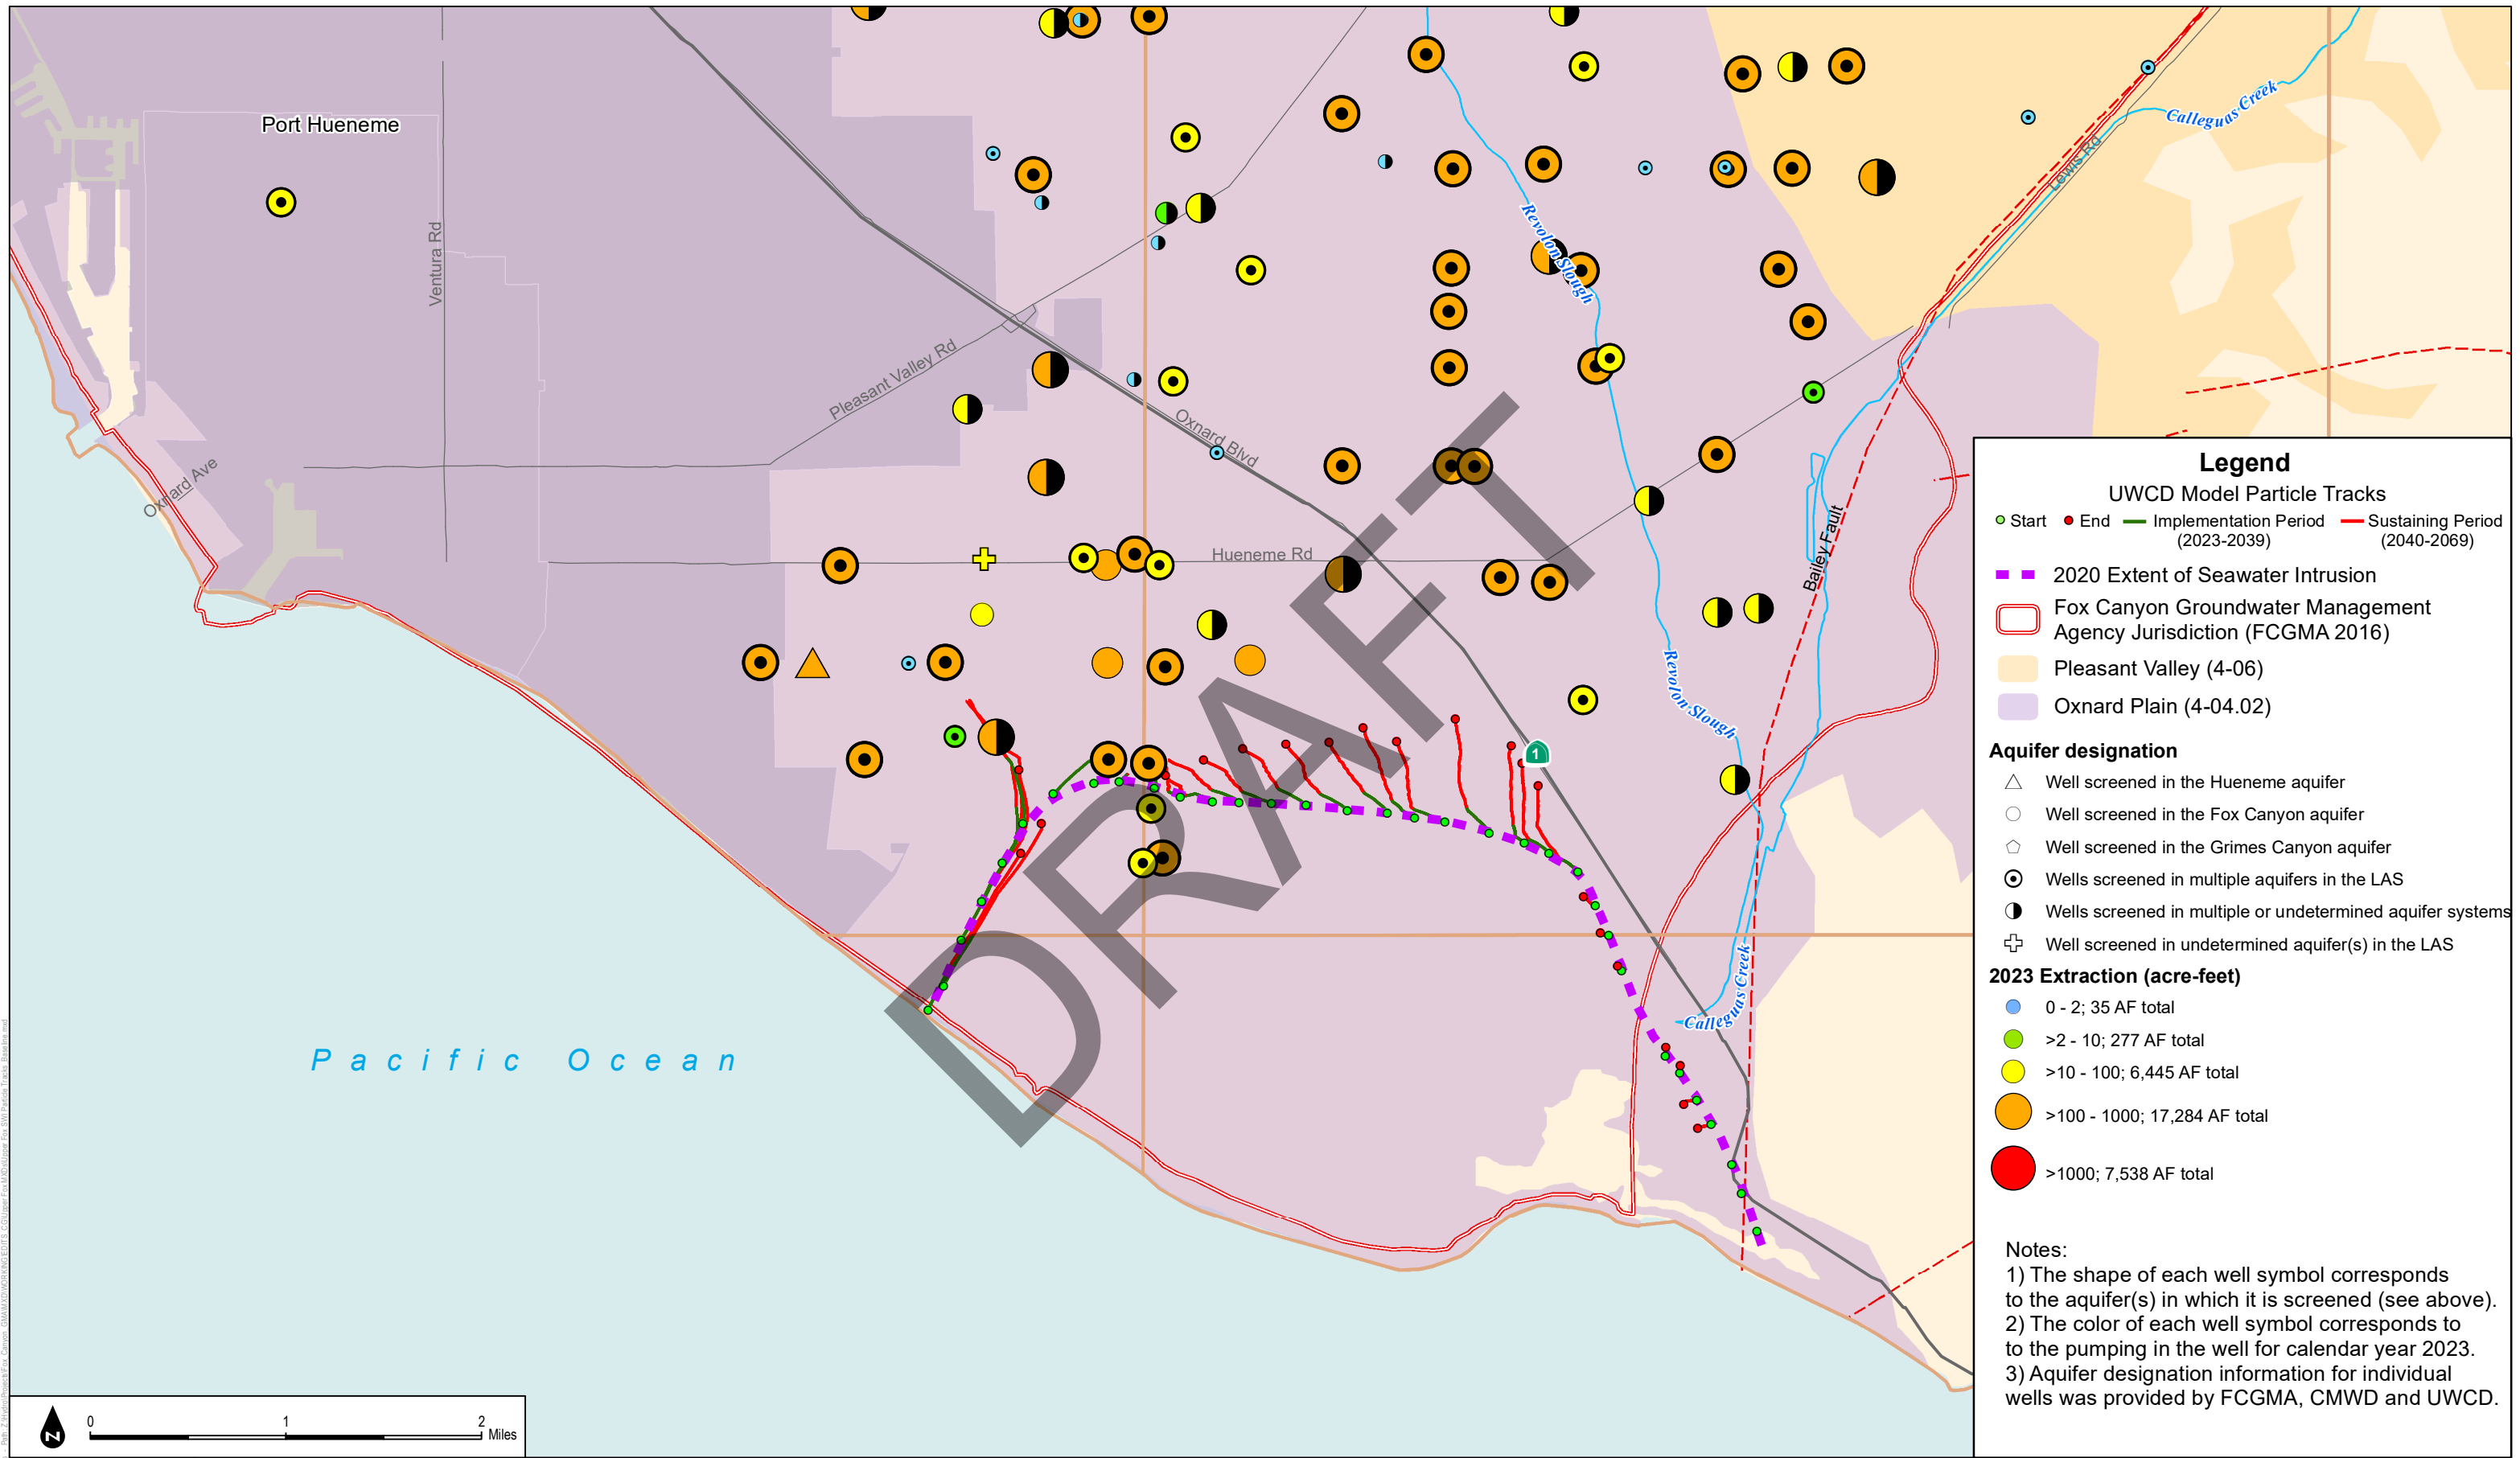 Port Hueneme
Ventura Rd
Oxnard Ave
Pleasant Valley Rd
Oxnard Blvd
Hueneme Rd
Revolon Slough
Revolon Slough
Calleguas Creek
Lewis Rd
Bailey Fault
Calleguas Creek
1
Pacific Ocean
DRAFT
Legend
UWCD Model Particle Tracks
Start End Implementation Period Sustaining Period
(2023-2039) (2040-2069)
2020 Extent of Seawater Intrusion
Fox Canyon Groundwater Management
Agency Jurisdiction (FCGMA 2016)
Pleasant Valley (4-06)
Oxnard Plain (4-04.02)
Aquifer designation
Well screened in the Hueneme aquifer
Well screened in the Fox Canyon aquifer
Well screened in the Grimes Canyon aquifer
Wells screened in multiple aquifers in the LAS
Wells screened in multiple or undetermined aquifer systems
Well screened in undetermined aquifer(s) in the LAS
2023 Extraction (acre-feet)
0 - 2; 35 AF total
>2 - 10; 277 AF total
>10 - 100; 6,445 AF total
>100 - 1000; 17,284 AF total
>1000; 7,538 AF total
Notes:
1) The shape of each well symbol corresponds
to the aquifer(s) in which it is screened (see above).
2) The color of each well symbol corresponds to
to the pumping in the well for calendar year 2023.
3) Aquifer designation information for individual
wells was provided by FCGMA, CMWD and UWCD.
N
0 1 2
Miles